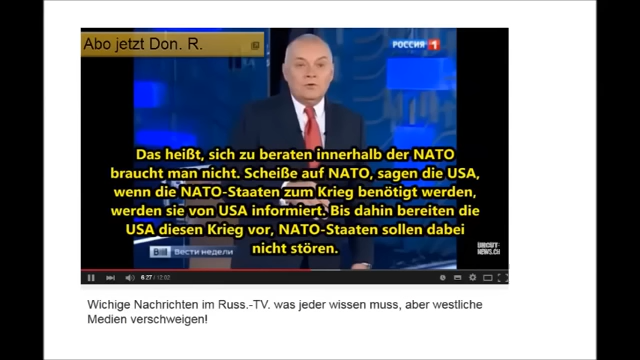 Abo jetzt Don. R.
РОССИЯ 1
Das heißt, sich zu beraten innerhalb der NATO
braucht man nicht. Scheiße auf NATO, sagen die USA,
wenn die NATO-Staaten zum Krieg benötigt werden,
werden sie von USA informiert. Bis dahin bereiten die
USA diesen Krieg vor, NATO-Staaten sollen dabei
nicht stören.
Вести недели
UNCUT-
NEWS.CH
6:27 / 12:02
Wichige Nachrichten im Russ.-TV. was jeder wissen muss, aber westliche
Medien verschweigen!